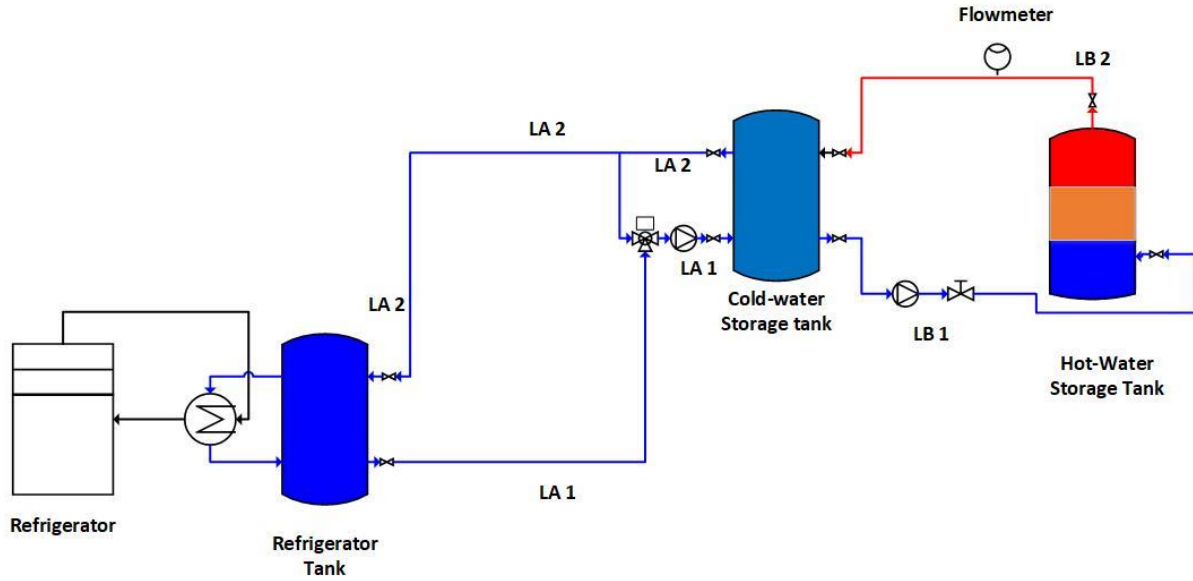 Flowmeter
LB 2
LA 2
LA 2
LA 1
LA 2
Cold-water
Storage tank
LB 1
Hot-Water
Storage Tank
LA 1
Refrigerator
Refrigerator
Tank